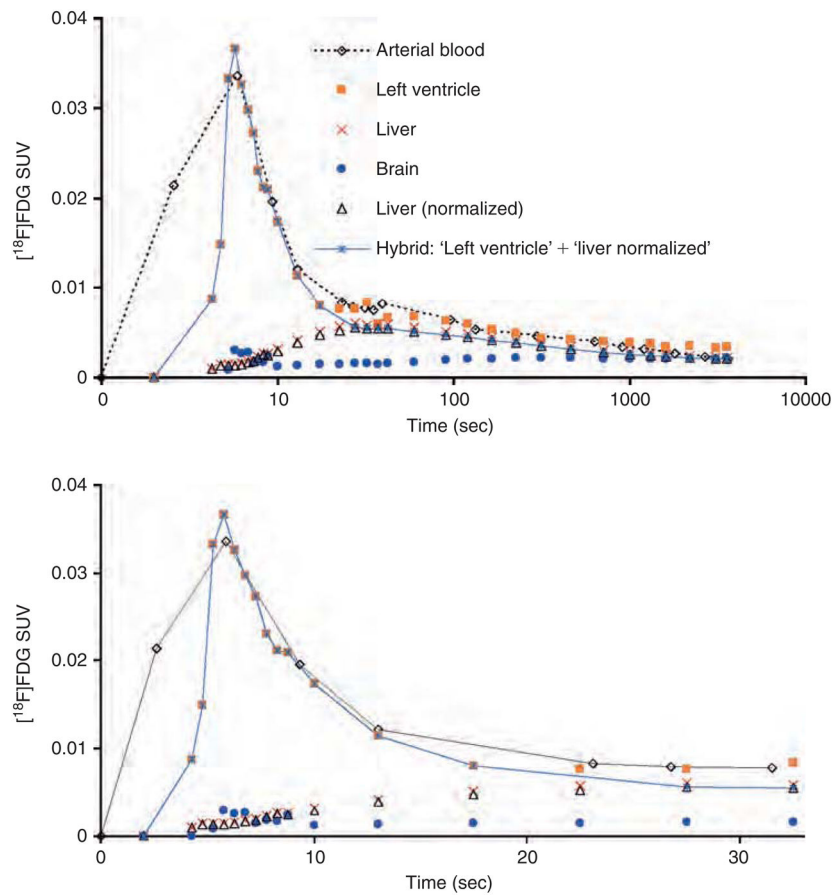 0.04
Arterial blood
Left ventricle
0.03
Liver
[¹⁸F]FDG SUV
Brain
0.02
Liver (normalized)
Hybrid: ‘Left ventricle’ + ‘liver normalized’
0.01
0
0 10 100 1000 10000
Time (sec)
0.04
0.03
[¹⁸F]FDG SUV
0.02
0.01
0
0 10 20 30
Time (sec)